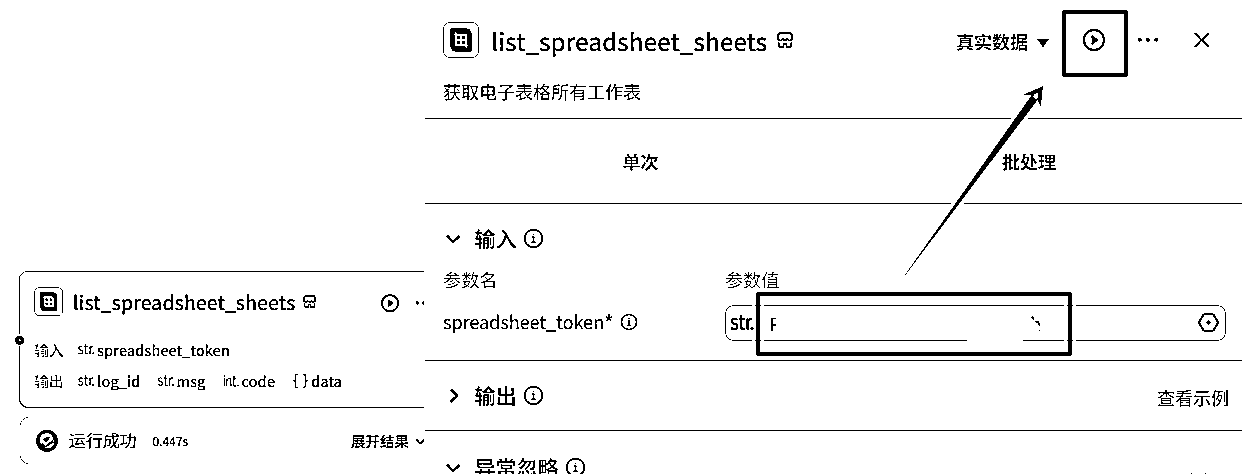 list_spreadsheet_sheets
真实数据
获取电子表格所有工作表
单次
批处理
输入
参数名
参数值
spreadsheet_token*
str.
输出
查看示例
异常忽略
list_spreadsheet_sheets
输入 str. spreadsheet_token
输出 str. log_id str. msg int. code { } data
运行成功 0.447s
展开结果